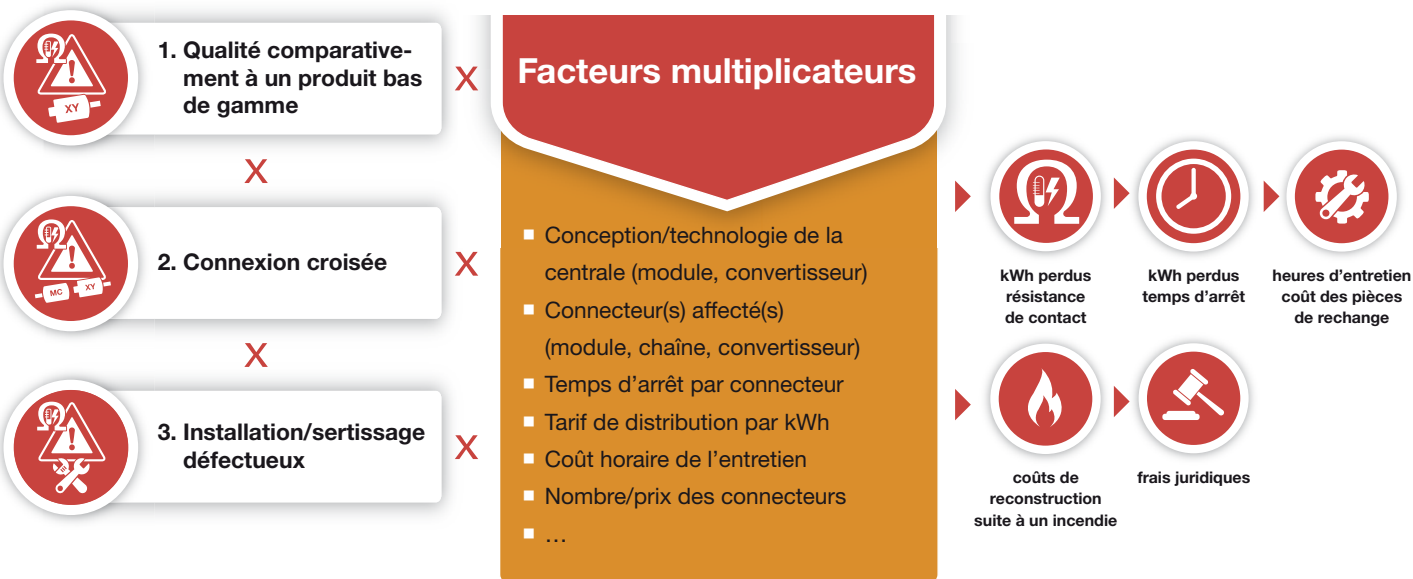 1. Qualité comparative-
ment à un produit bas
de gamme
XY
X
X
2. Connexion croisée
MC
XY
X
X
3. Installation/sertissage
défectueux
X
Facteurs multiplicateurs
Conception/technologie de la
centrale (module, convertisseur)
Connecteur(s) affecté(s)
(module, chaîne, convertisseur)
Temps d’arrêt par connecteur
Tarif de distribution par kWh
Coût horaire de l’entretien
Nombre/prix des connecteurs
…
Ω
kWh perdus
résistance
de contact
kWh perdus
temps d’arrêt
heures d’entretien
coût des pièces
de rechange
coûts de
reconstruction
suite à un incendie
frais juridiques